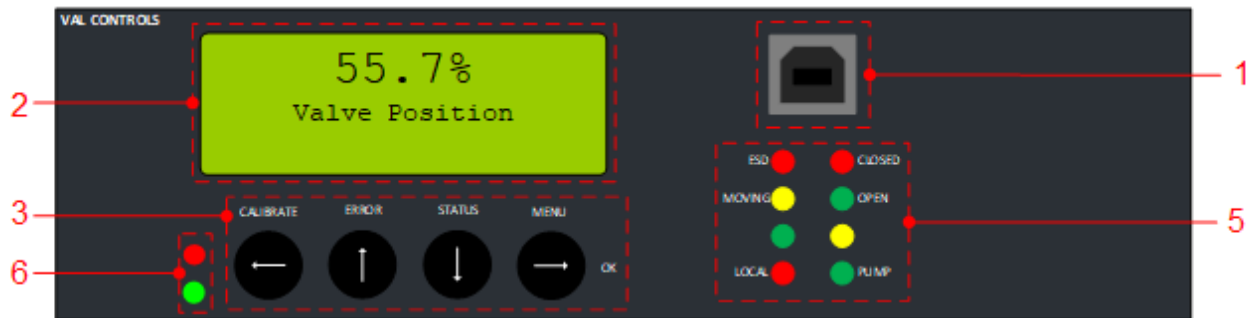 VAL CONTROLS
55.7%
Valve Position
1
2
ESD
CLOSED
MOVING
OPEN
3
CALIBRATE
ERROR
STATUS
MENU
5
OK
LOCAL
PUMP
6